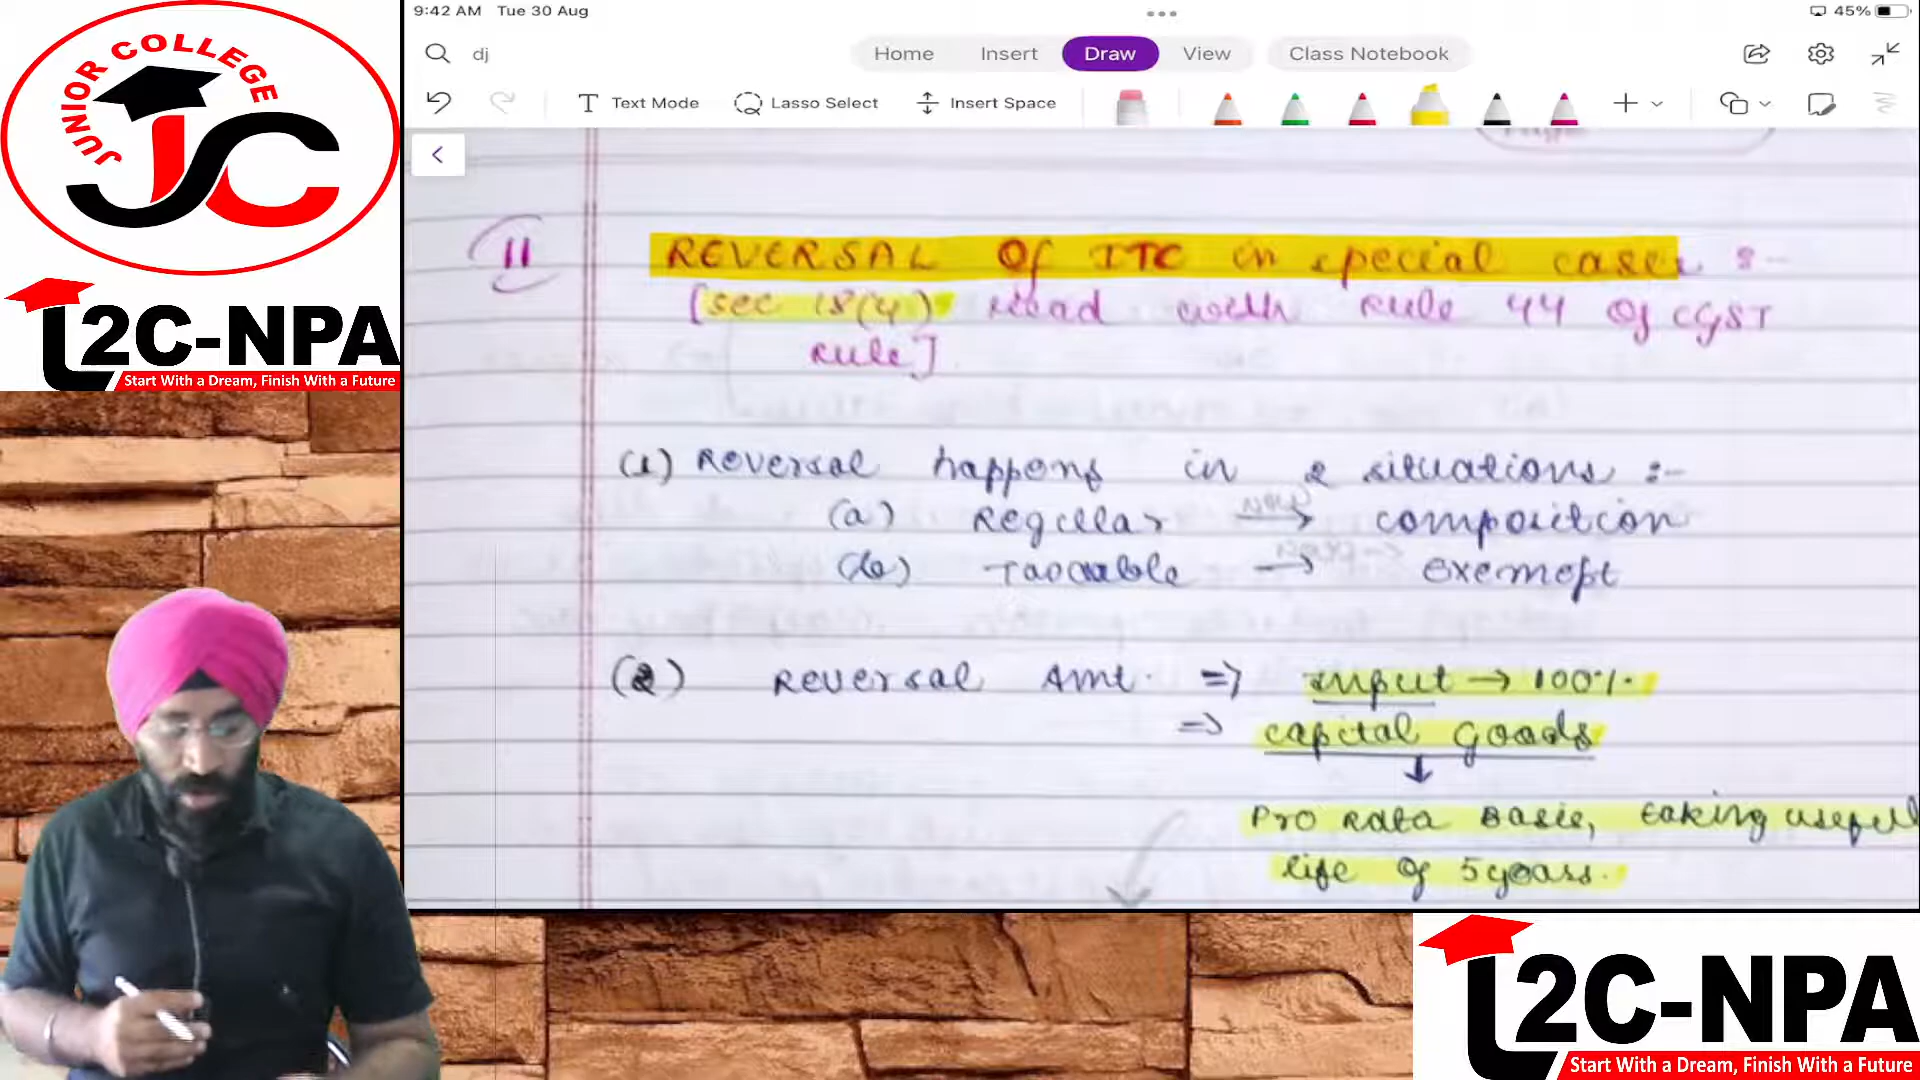 JUNIOR COLLEGE
JC
L2C-NPA
Start With a Dream, Finish With a Future
9:42 AM Tue 30 Aug
45%
dj
Home Insert Draw View Class Notebook
Text Mode Lasso Select Insert Space
11 REVERSAL Of ITC in special cases :-
[sec 18(4) Read with Rule 44 Of CGST
Rule]
(1) Reversal happens in 2 situations :-
(a) Regular → composition
(b) Taxable → exempt
(2) Reversal Amt. ⇒ Input → 100%.
⇒ capital goods
↓
Pro Rata Basis, taking useful
life of 5 years.
L2C-NPA
Start With a Dream, Finish With a Future